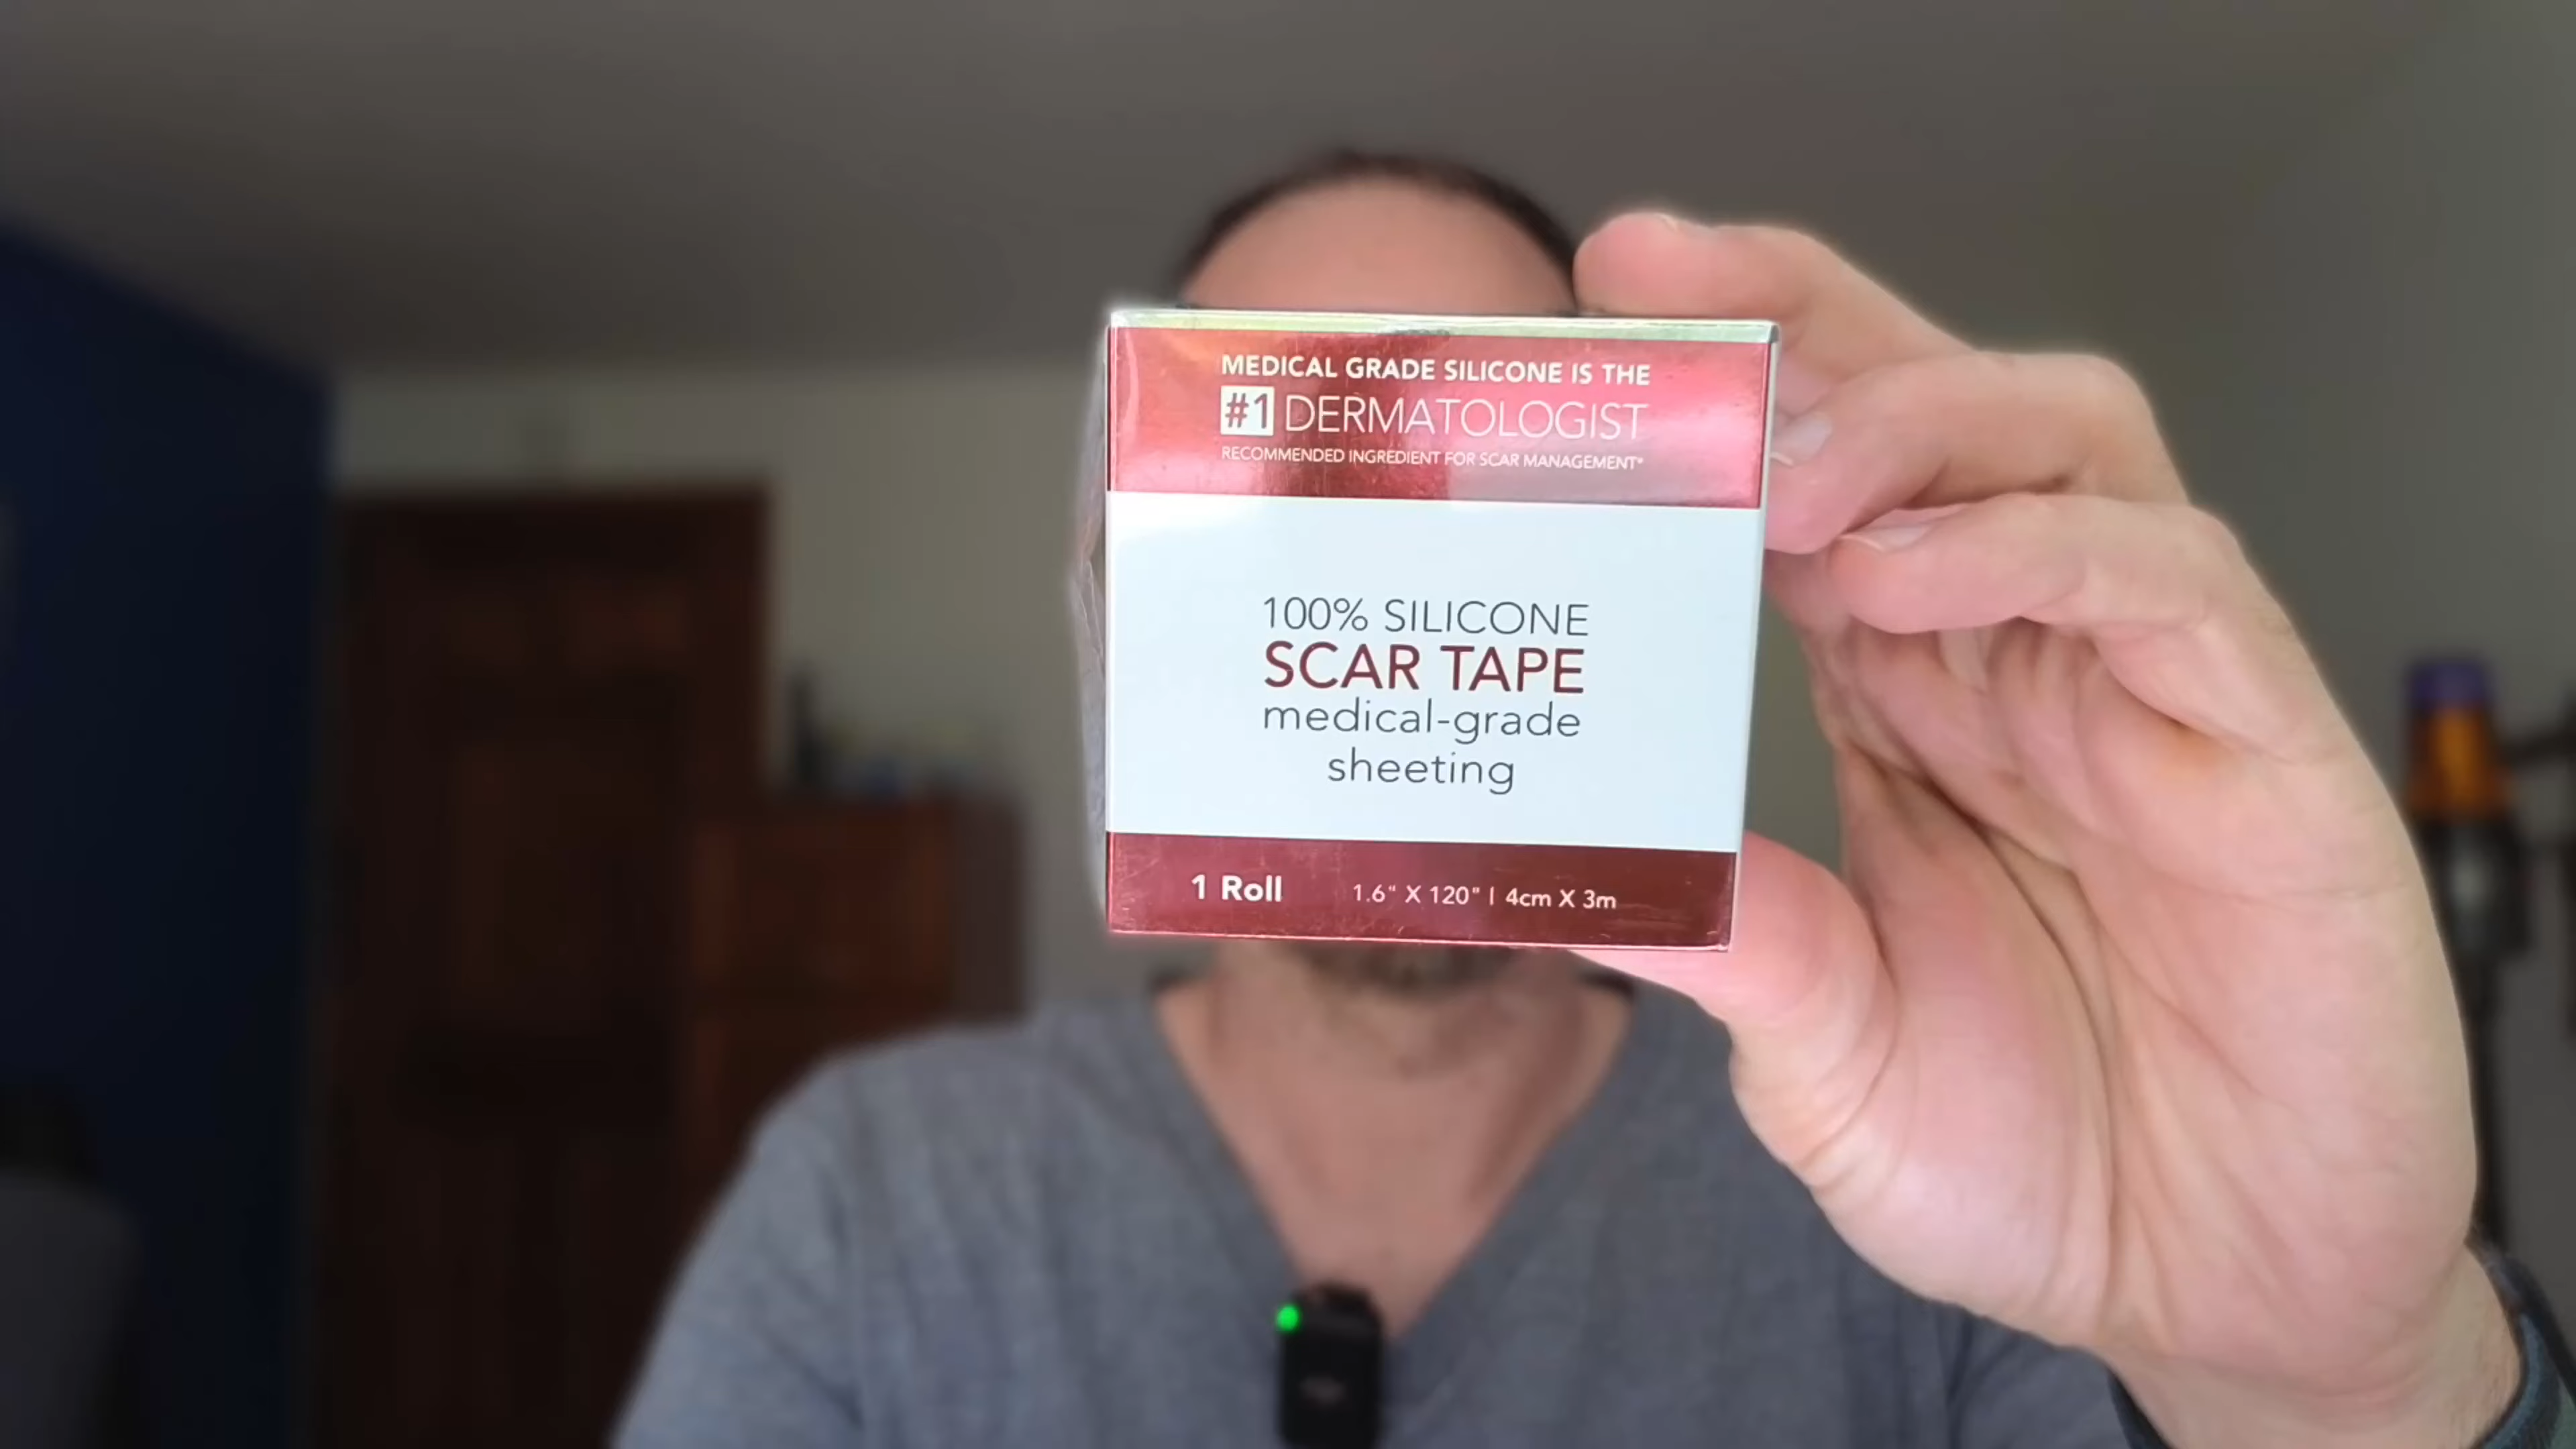 MEDICAL GRADE SILICONE IS THE
#1 DERMATOLOGIST
RECOMMENDED INGREDIENT FOR SCAR MANAGEMENT*
100% SILICONE
SCAR TAPE
medical-grade
sheeting
1 Roll 1.6" X 120" | 4cm X 3m